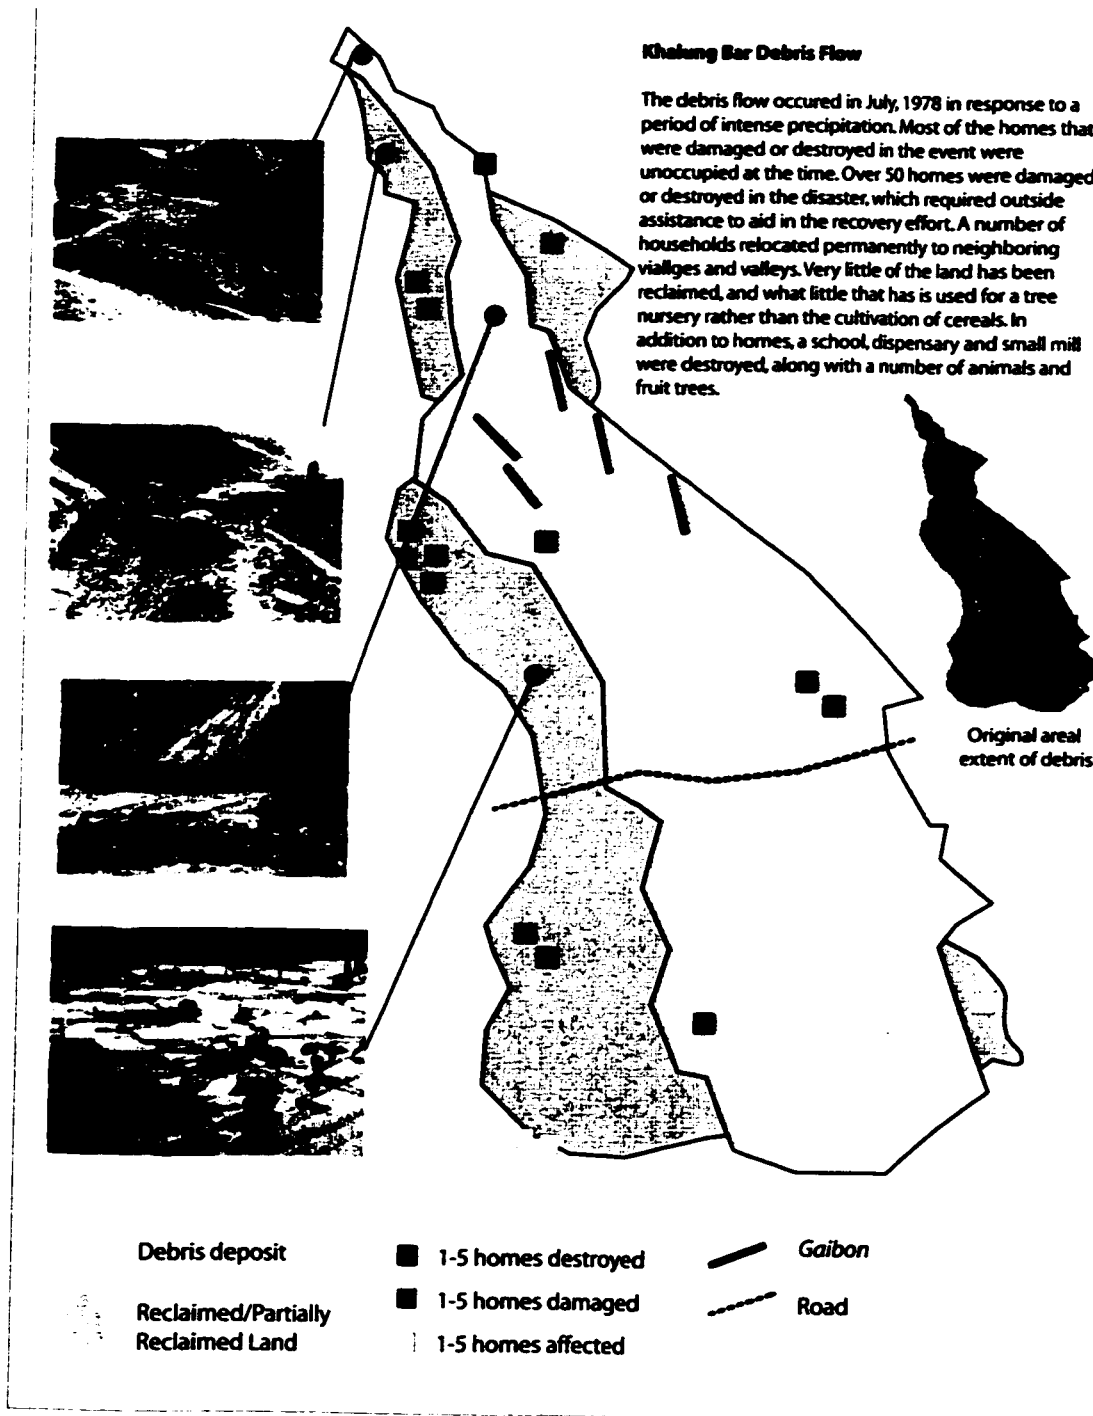 Khalung Bar Debris Flow
The debris flow occured in July, 1978 in response to a
period of intense precipitation. Most of the homes that
were damaged or destroyed in the event were
unoccupied at the time. Over 50 homes were damaged
or destroyed in the disaster, which required outside
assistance to aid in the recovery effort. A number of
households relocated permanently to neighboring
viallges and valleys. Very little of the land has been
reclaimed, and what little that has is used for a tree
nursery rather than the cultivation of cereals. In
addition to homes, a school, dispensary and small mill
were destroyed, along with a number of animals and
fruit trees.
Original areal
extent of debris
Debris deposit
Reclaimed/Partially
Reclaimed Land
1-5 homes destroyed
1-5 homes damaged
1-5 homes affected
Gaibon
Road